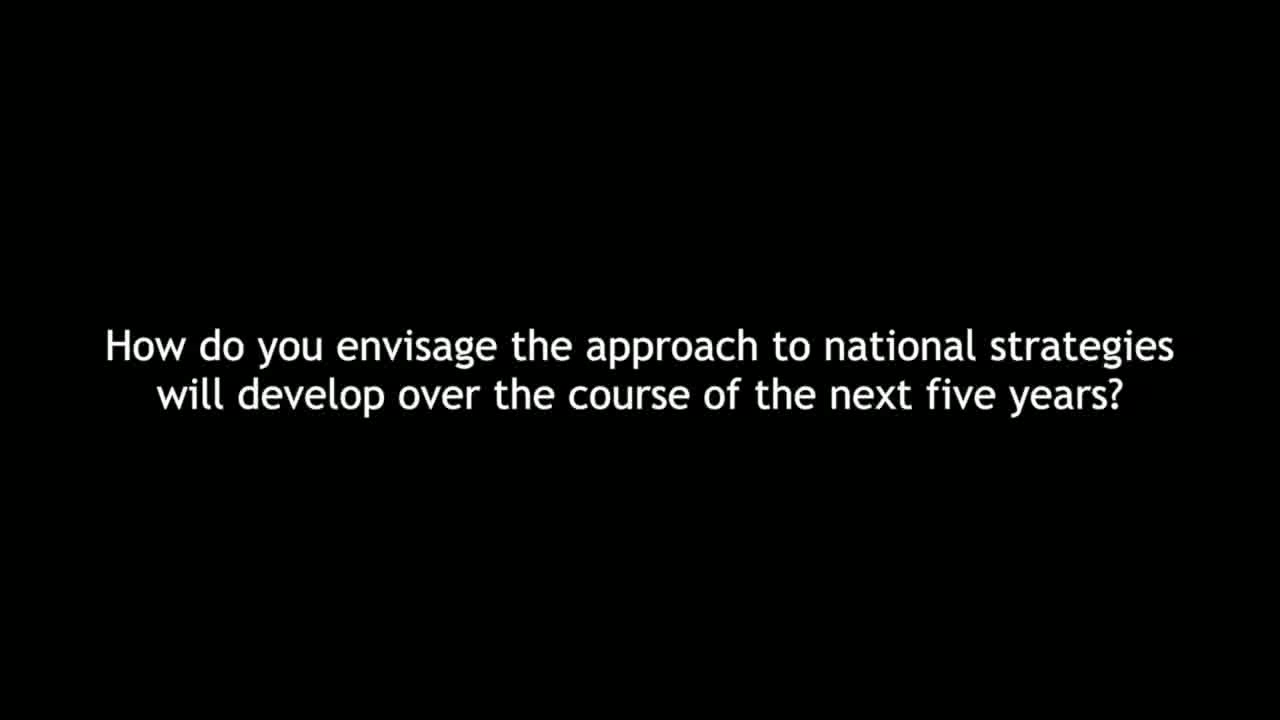 How do you envisage the approach to national strategies
will develop over the course of the next five years?